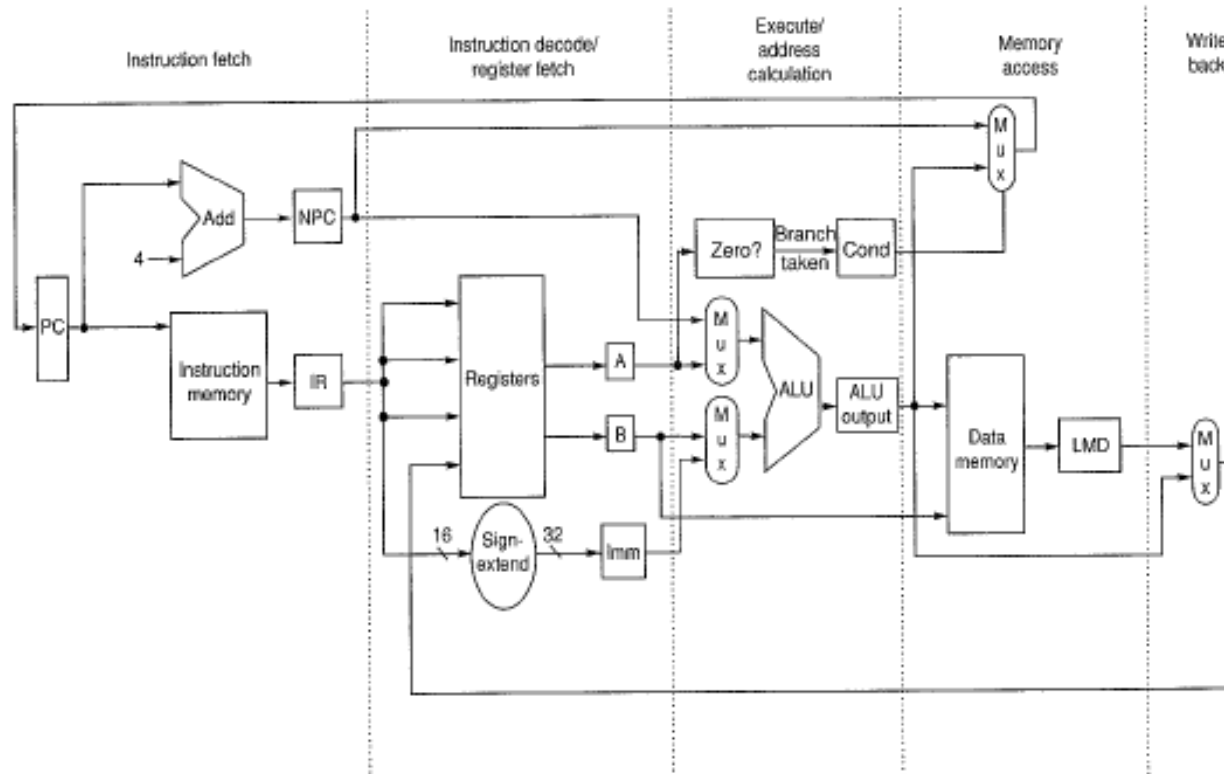 Instruction fetch
Instruction decode/
register fetch
Execute/
address
calculation
Memory
access
Write
back
M
u
x
Add
NPC
4
Zero?
Branch
taken
Cond
PC
Instruction
memory
IR
Registers
A
B
M
u
x
M
u
x
ALU
ALU
output
Data
memory
LMD
M
u
x
16
Sign-
extend
32
Imm